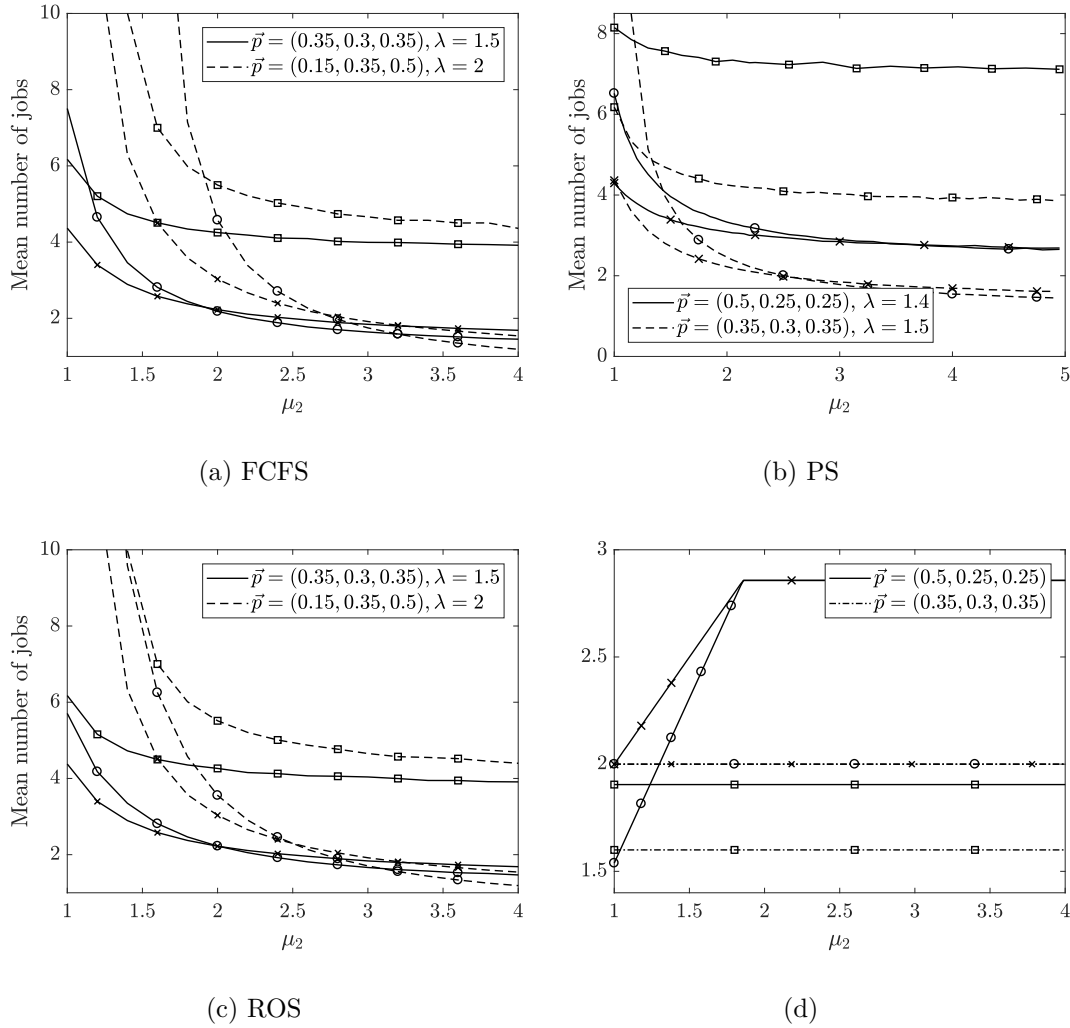 10
8
6
4
2
1
1.5
2
2.5
3
3.5
4
Mean number of jobs
μ₂
p⃗ = (0.35, 0.3, 0.35), λ = 1.5
p⃗ = (0.15, 0.35, 0.5), λ = 2
(a) FCFS
8
6
4
2
0
1
2
3
4
5
Mean number of jobs
μ₂
p⃗ = (0.5, 0.25, 0.25), λ = 1.4
p⃗ = (0.35, 0.3, 0.35), λ = 1.5
(b) PS
10
8
6
4
2
1
1.5
2
2.5
3
3.5
4
Mean number of jobs
μ₂
p⃗ = (0.35, 0.3, 0.35), λ = 1.5
p⃗ = (0.15, 0.35, 0.5), λ = 2
(c) ROS
3
2.5
2
1.5
1
1.5
2
2.5
3
3.5
4
μ₂
p⃗ = (0.5, 0.25, 0.25)
p⃗ = (0.35, 0.3, 0.35)
(d)